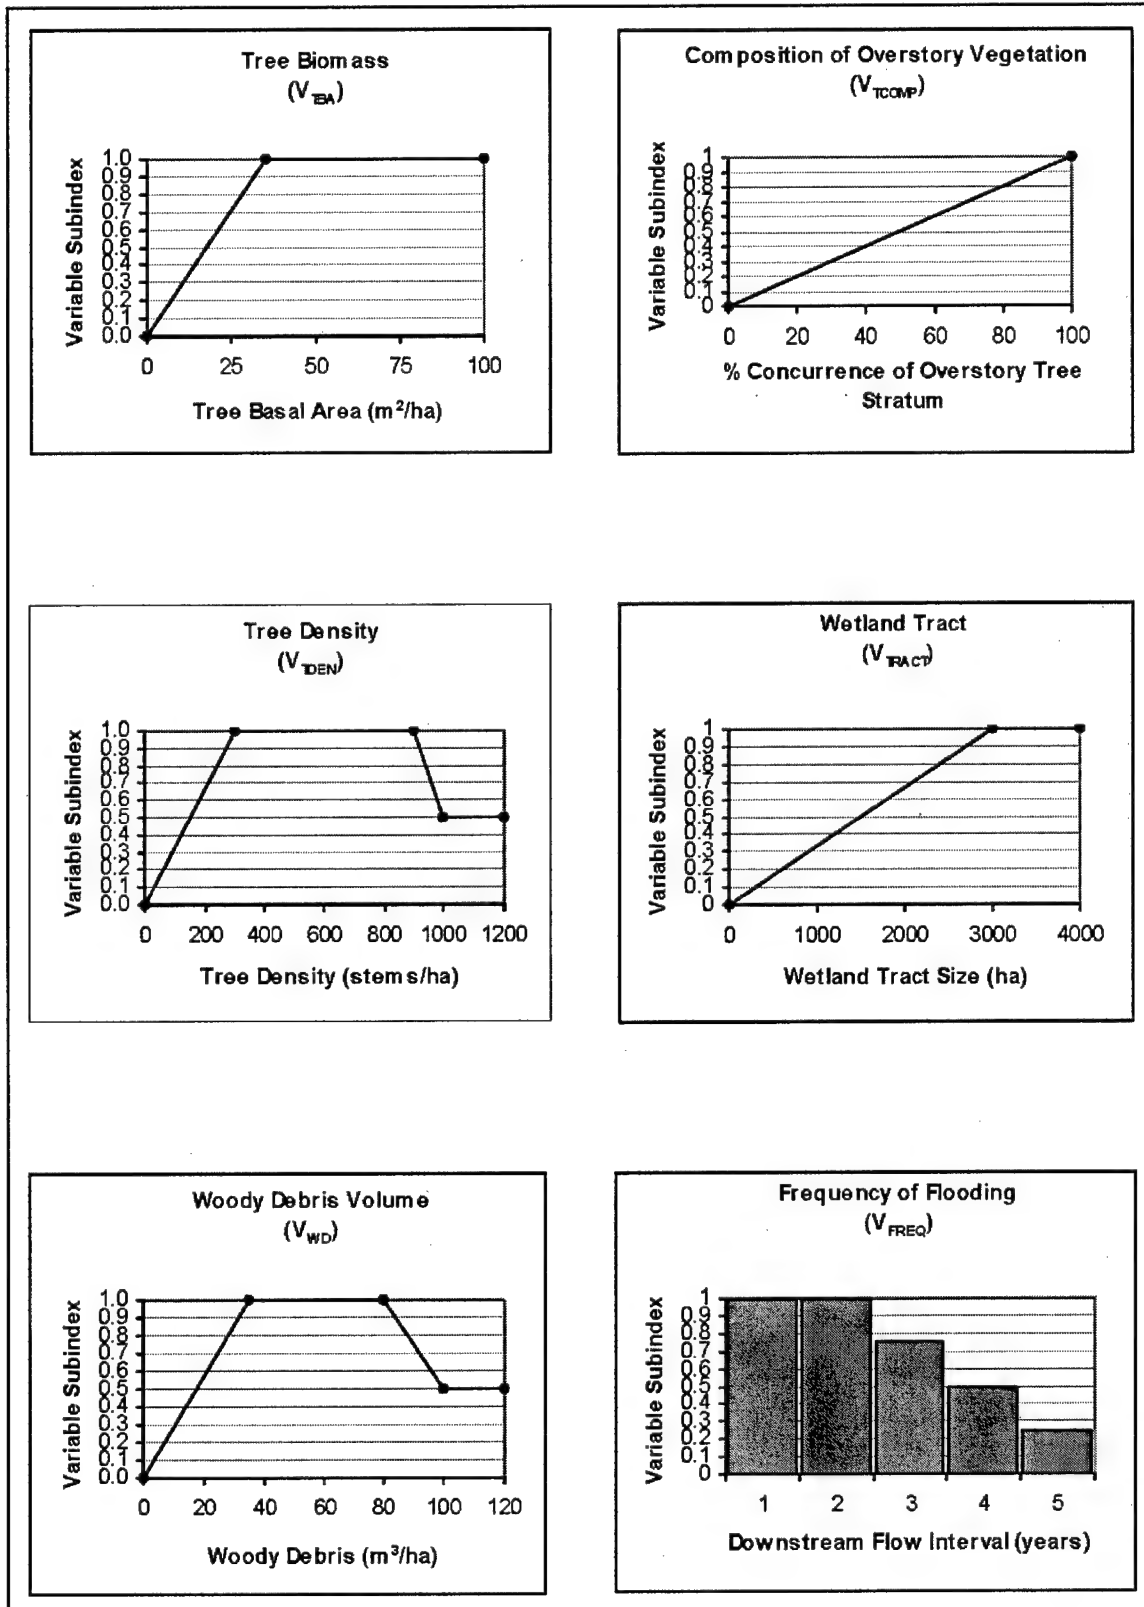 Tree Biomass
(VTBA)
Variable Subindex
1.0
0.9
0.8
0.7
0.6
0.5
0.4
0.3
0.2
0.1
0.0
0 25 50 75 100
Tree Basal Area (m²/ha)
Composition of Overstory Vegetation
(VTCOMP)
Variable Subindex
1
0.9
0.8
0.7
0.6
0.5
0.4
0.3
0.2
0.1
0
0 20 40 60 80 100
% Concurrence of Overstory Tree
Stratum
Tree Density
(VTDEN)
Variable Subindex
1.0
0.9
0.8
0.7
0.6
0.5
0.4
0.3
0.2
0.1
0.0
0 200 400 600 800 1000 1200
Tree Density (stems/ha)
Wetland Tract
(VTRACT)
Variable Subindex
1
0.9
0.8
0.7
0.6
0.5
0.4
0.3
0.2
0.1
0
0 1000 2000 3000 4000
Wetland Tract Size (ha)
Woody Debris Volume
(VWD)
Variable Subindex
1.0
0.9
0.8
0.7
0.6
0.5
0.4
0.3
0.2
0.1
0.0
0 20 40 60 80 100 120
Woody Debris (m³/ha)
Frequency of Flooding
(VFREQ)
Variable Subindex
1
0.9
0.8
0.7
0.6
0.5
0.4
0.3
0.2
0.1
0
1 2 3 4 5
Downstream Flow Interval (years)